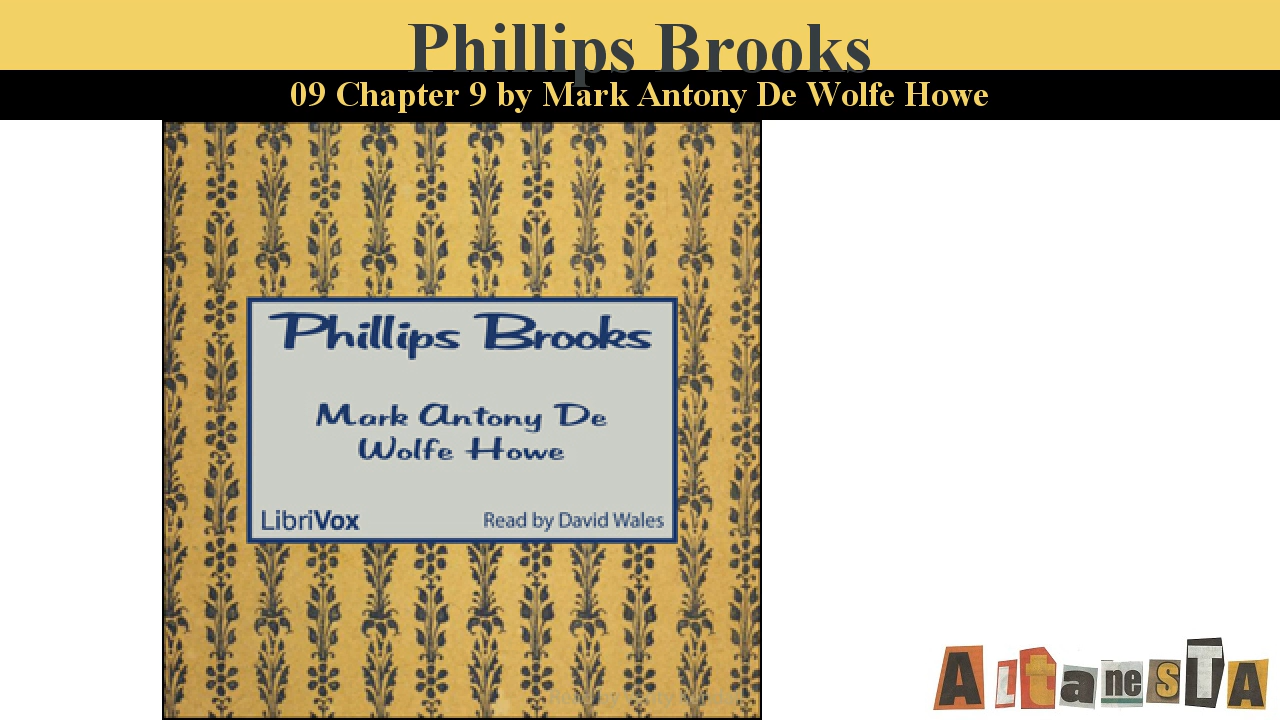 Phillips Brooks
09 Chapter 9 by Mark Antony De Wolfe Howe
Phillips Brooks
Mark Antony De
Wolfe Howe
LibriVox
Read by David Wales
AltanesTA